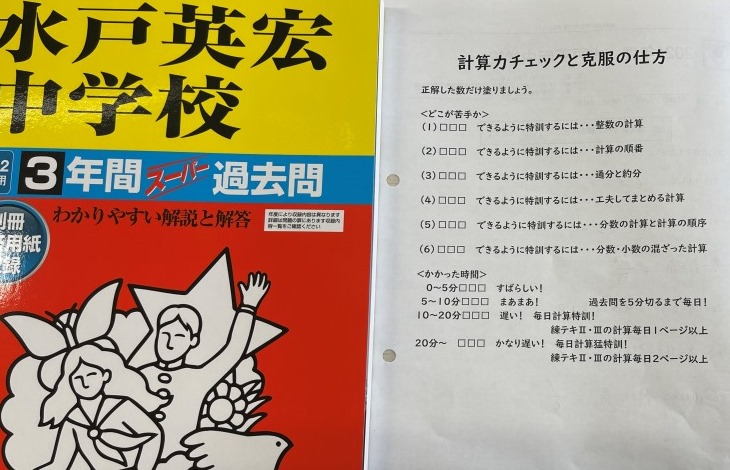 水戸英宏
中学校
3年間スーパー過去問
わかりやすい解説と解答
計算力チェックと克服の仕方
正解した数だけ塗りましょう。
<どこが苦手か>
(1)□□□ できるように特訓するには・・・整数の計算
(2)□□□ できるように特訓するには・・・計算の順番
(3)□□□ できるように特訓するには・・・通分と約分
(4)□□□ できるように特訓するには・・・工夫してまとめる計算
(5)□□□ できるように特訓するには・・・分数の計算と計算の順序
(6)□□□ できるように特訓するには・・・分数・小数の混ざった計算
<かかった時間>
0~5分□□□ すばらしい!
5~10分□□□ まあまあ! 過去問を5分切るまで毎日!
10~20分□□□ 遅い! 毎日計算特訓!
練テキⅡ・Ⅲの計算毎日1ページ以上
20分~ □□□ かなり遅い! 毎日計算猛特訓!
練テキⅡ・Ⅲの計算毎日2ページ以上